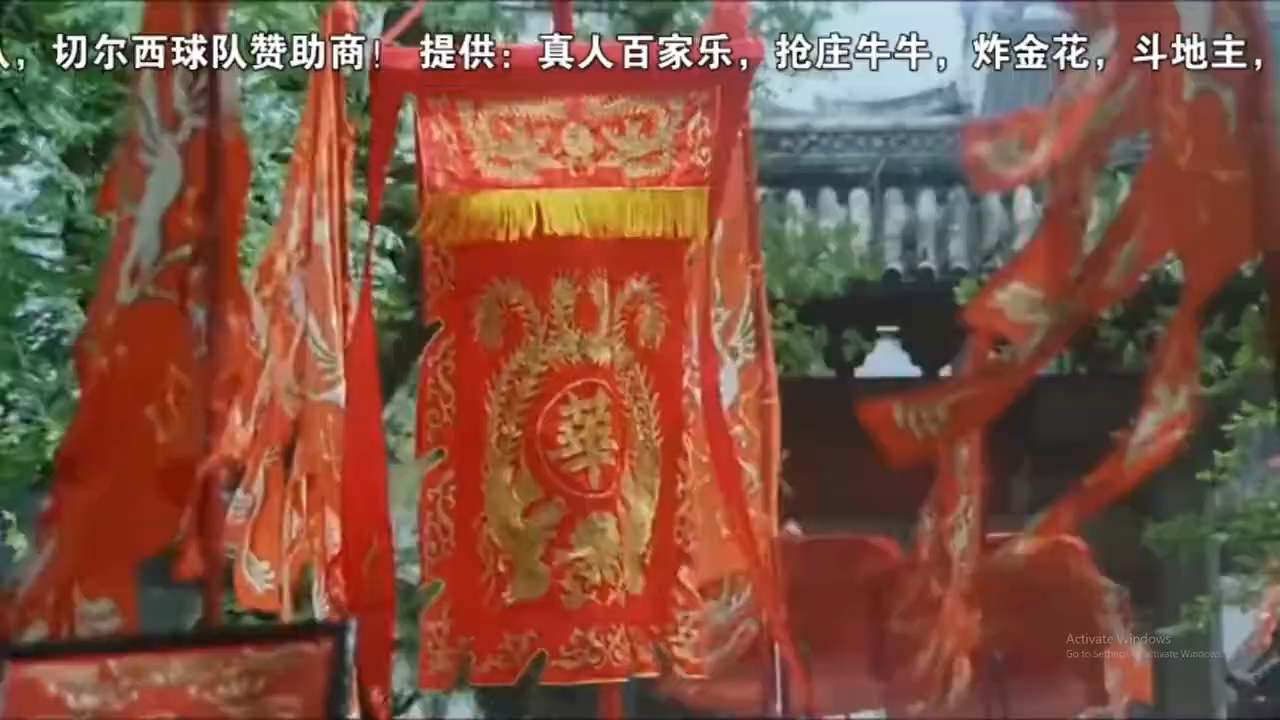 ，切尔西球队赞助商！ 提供：真人百家乐，抢庄牛牛，炸金花，斗地主，
華
Activate Windows
Go to Settings to activate Windows.